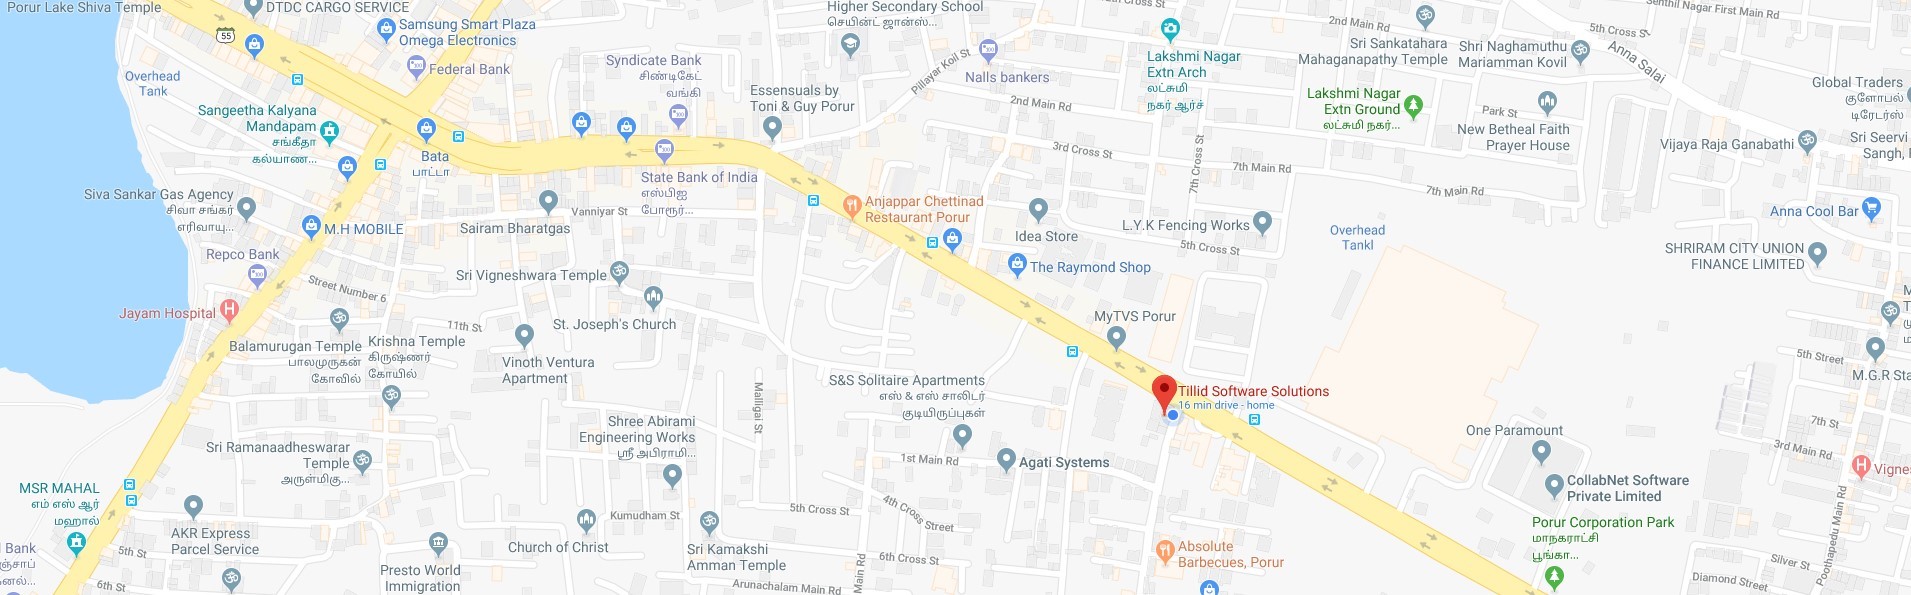 Porur Lake Shiva Temple
DTDC CARGO SERVICE
55
Samsung Smart Plaza
Omega Electronics
Federal Bank
Overhead
Tank
Sangeetha Kalyana
Mandapam
சங்கீதா
கல்யாண...
Bata
பாட்டா
Siva Sankar Gas Agency
சிவா சங்கர்
எரிவாயு...
M.H MOBILE
Repco Bank
Jayam Hospital
Syndicate Bank
சிண்டிகேட்
வங்கி
State Bank of India
எஸ்பிஐ
போரூர்...
Higher Secondary School
செயின்ட் ஜான்ஸ்...
Essensuals by
Toni & Guy Porur
Pillayar Koil St
Nalls bankers
2nd Main Rd
3rd Cross St
Lakshmi Nagar
Extn Arch
லட்சுமி
நகர் ஆர்ச்
7th Cross St
7th Main Rd
7th Main Rd
2nd Main Rd
Sri Sankatahara
Mahaganapathy Temple
Lakshmi Nagar
Extn Ground
லட்சுமி நகர்...
Senthil Nagar First Main Rd
5th Cross St
Anna Salai
Shri Naghamuthu
Mariamman Kovil
Park St
New Betheal Faith
Prayer House
Global Traders
குளோபல்
டிரேடர்ஸ்
Vijaya Raja Ganabathi
Sri Seervi
Sangh,
Anna Cool Bar
SHRIRAM CITY UNION
FINANCE LIMITED
Overhead
Tankl
Vanniyar St
Sairam Bharatgas
Sri Vigneshwara Temple
St. Joseph's Church
Anjappar Chettinad
Restaurant Porur
Idea Store
The Raymond Shop
L.Y.K Fencing Works
5th Cross St
MyTVS Porur
Street Number 6
11th St
Balamurugan Temple
பாலமுருகன்
கோவில்
Krishna Temple
கிருஷ்ணர்
கோயில்
Vinoth Ventura
Apartment
Malligai St
S&S Solitaire Apartments
எஸ் & எஸ் சாலிடர்
குடியிருப்புகள்
Tillid Software Solutions
16 min drive - home
Shree Abirami
Engineering Works
ஸ்ரீ அபிராமி...
Sri Ramanaadheswarar
Temple
அருள்மிகு...
MSR MAHAL
எம் எஸ் ஆர்
மஹால்
AKR Express
Parcel Service
5th St
6th St
Presto World
Immigration
Church of Christ
Kumudham St
Sri Kamakshi
Amman Temple
Arunachalam Main Rd
Main Rd
1st Main Rd
Agati Systems
4th Cross Street
5th Cross St
6th Cross St
Absolute
Barbecues, Porur
One Paramount
CollabNet Software
Private Limited
Porur Corporation Park
மாநகராட்சி
பூங்கா...
5th Street
M.G.R
7th St
3rd Main Rd
Poothapedu Main Rd
Silver St
Diamond Street
Bank